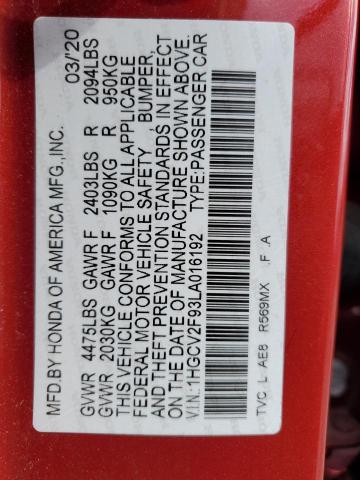 MFD.BY HONDA OF AMERICA MFG.,INC. 03/'20
GVWR 4475LBS GAWR F 2403LBS R 2094LBS
GVWR 2030KG GAWR F 1090KG R 950KG
THIS VEHICLE CONFORMS TO ALL APPLICABLE
FEDERAL MOTOR VEHICLE SAFETY BUMPER,
AND THEFT PREVENTION STANDARDS IN EFFECT
ON THE DATE OF MANUFACTURE SHOWN ABOVE.
V.I.N.:1HGCV2F93LA016192 TYPE:PASSENGER CAR
TVC L AE8 R569MX .F .A